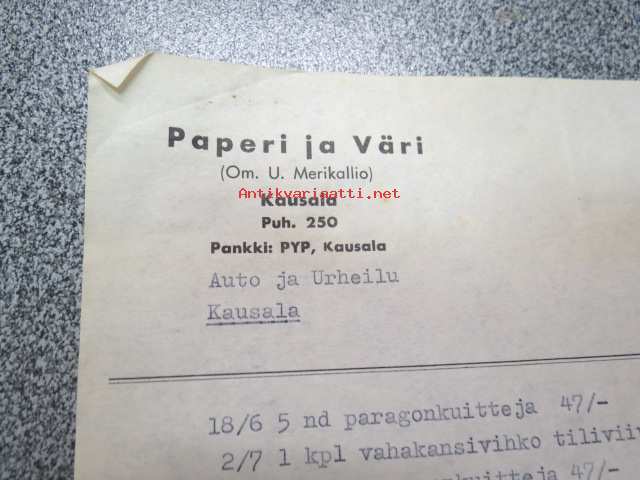 Paperi ja Väri
(Om. U. Merikallio)
Antikvariaatti.net
Kausala
Puh. 250
Pankki: PYP, Kausala
Auto ja Urheilu
Kausala
18/6 5 nd paragonkuitteja 47/-
2/7 1 kpl vahakansivihko
47/-